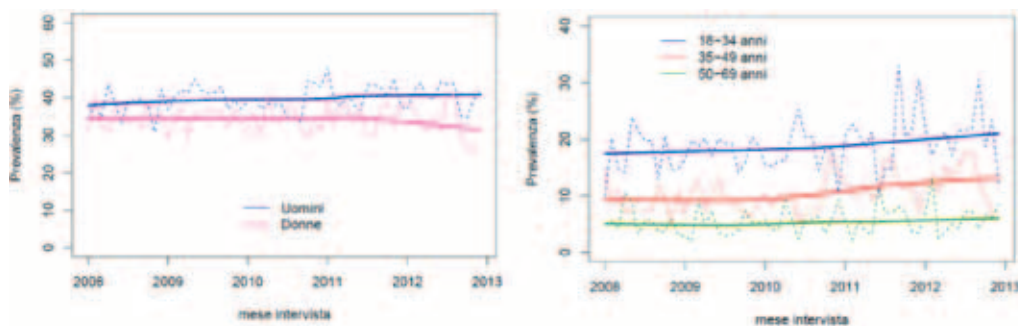 Prevalenza (%)
60
50
40
30
20
10
0
Uomini
Donne
2008 2009 2010 2011 2012 2013
mese intervista
Prevalenza (%)
40
30
20
10
0
18-34 anni
35-49 anni
50-69 anni
2008 2009 2010 2011 2012 2013
mese intervista